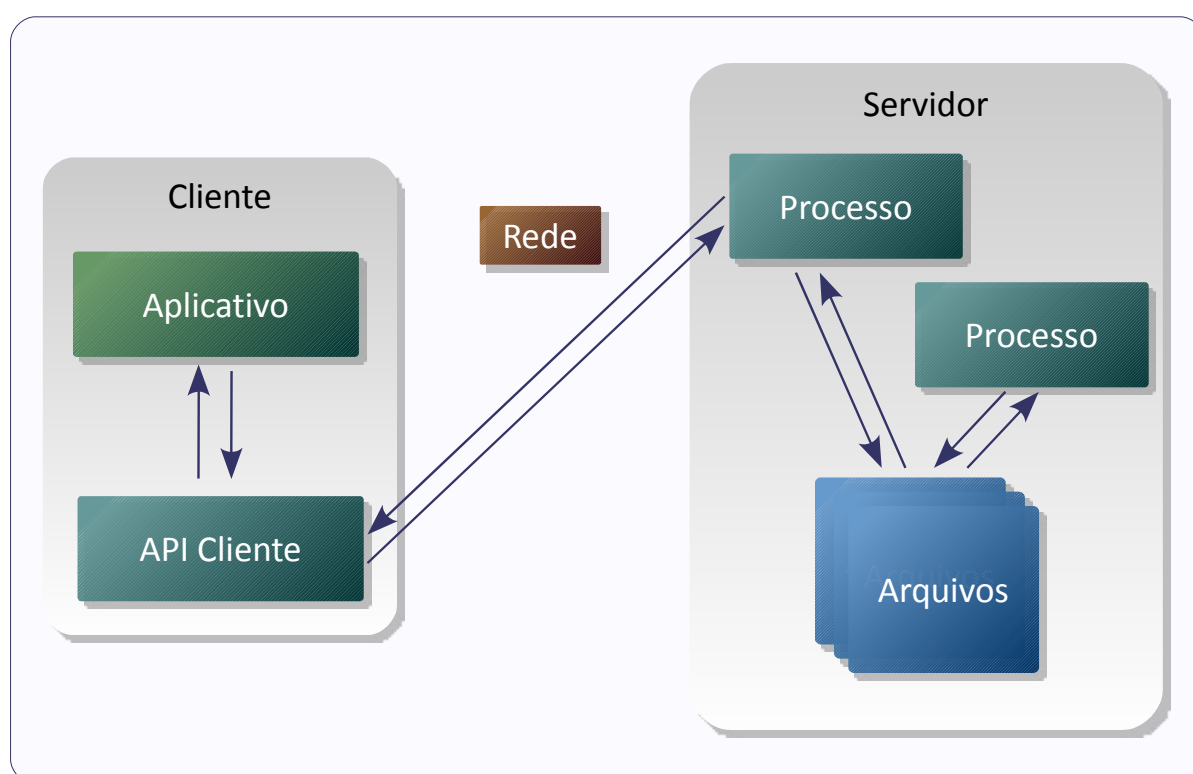 Servidor
Cliente
Processo
Rede
Aplicativo
Processo
API Cliente
Arquivos